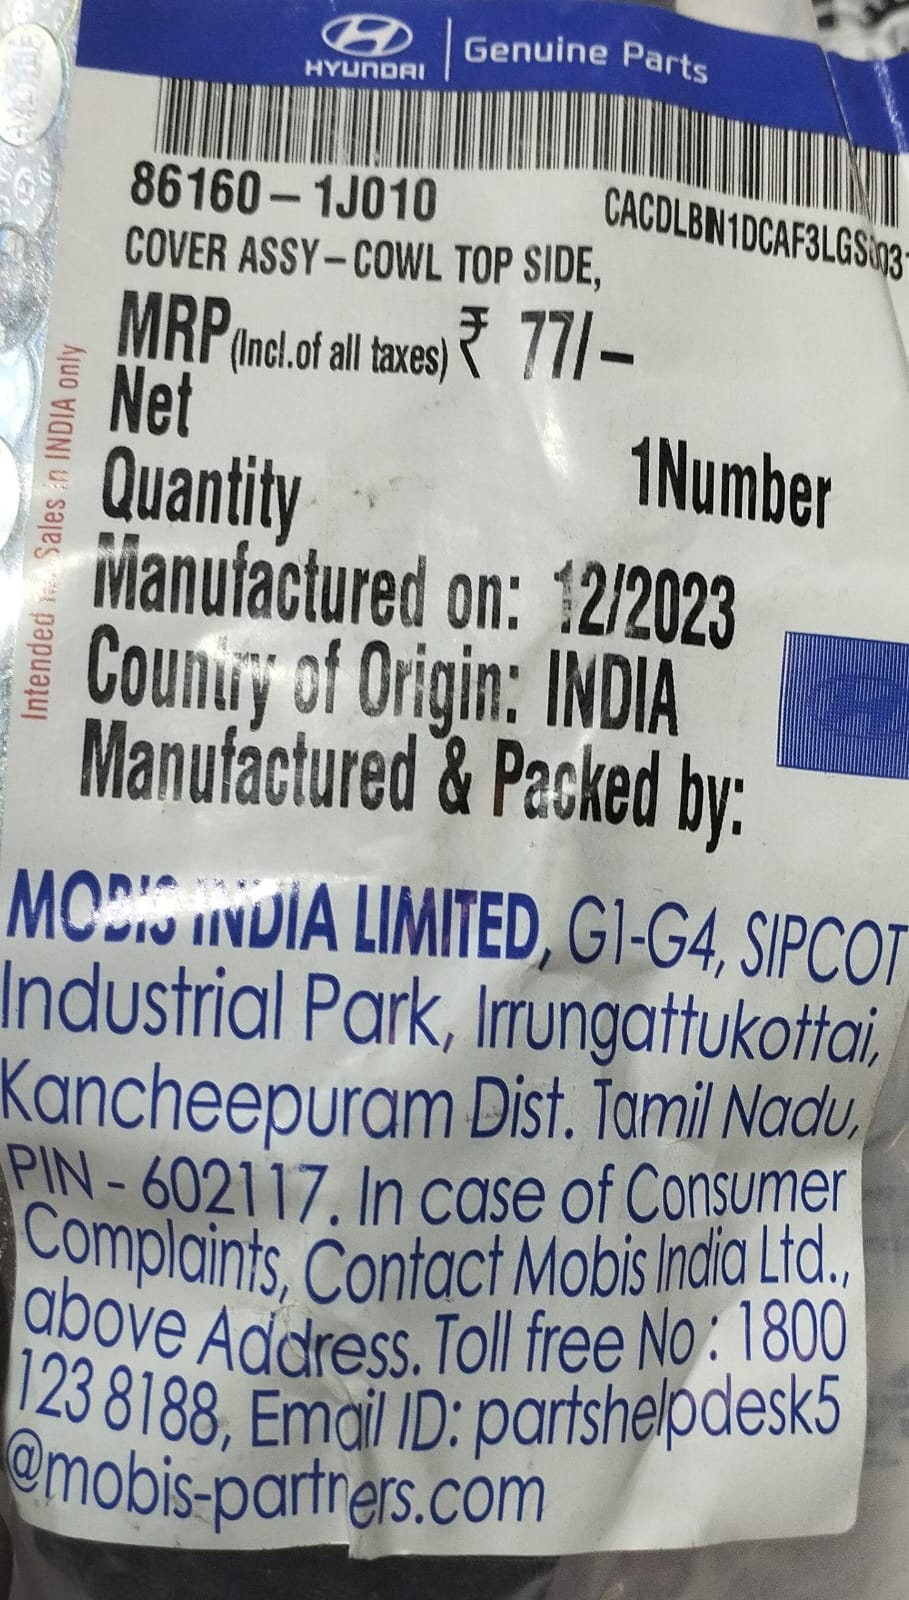 HYUNDAI | Genuine Parts
86160-1J010
CACDLBN1DCAF3LGS
COVER ASSY-COWL TOP SIDE,
MRP (Incl.of all taxes) ₹ 77/-
Net
Quantity 1Number
Manufactured on: 12/2023
Country of Origin: INDIA
Manufactured & Packed by:
MOBIS INDIA LIMITED, G1-G4, SIPCOT
Industrial Park, Irrungattukottai,
Kancheepuram Dist. Tamil Nadu,
PIN - 602117. In case of Consumer
Complaints, Contact Mobis India Ltd.,
above Address. Toll free No : 1800
123 8188, Email ID: partshelpdesk5
@mobis-partners.com
Intended Sales in INDIA only